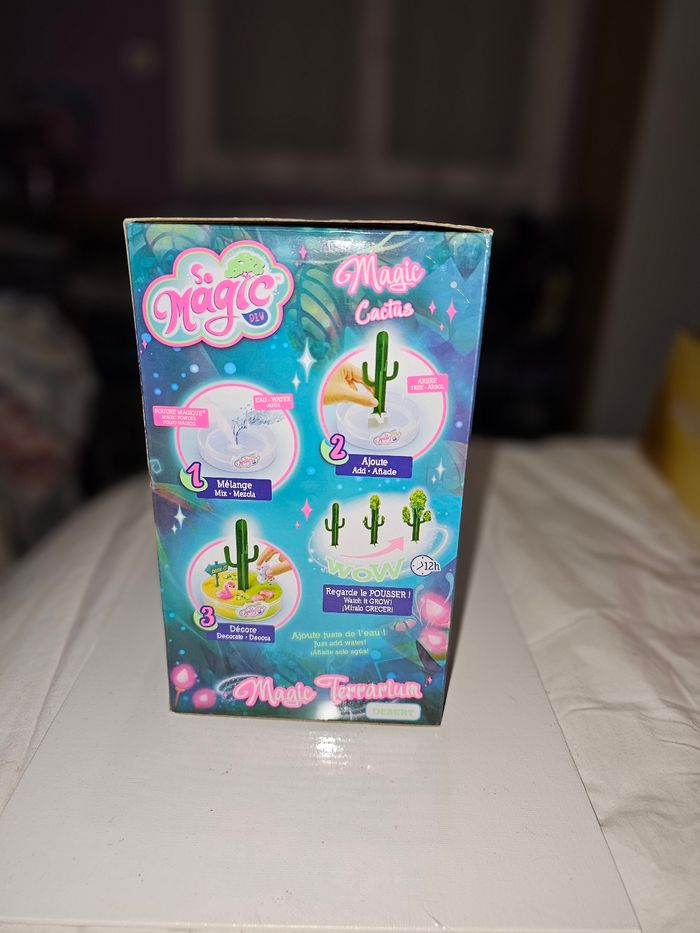 So
Magic
DIY
Magic
Cactus
EAU - WATER
AGUA
POUDRE MAGIQUE*
MAGIC POWDER
POLVO MÁGICO
1
Mélange
Mix - Mezcla
ARBRE
TREE - ÁRBOL
2
Ajoute
Add - Añade
3
Décore
Decorate - Decora
WOW
12h
Regarde le POUSSER !
Watch it GROW!
¡Míralo CRECER!
Ajoute juste de l'eau !
Just add water!
¡Añade solo agua!
Magic Terrarium
DESERT